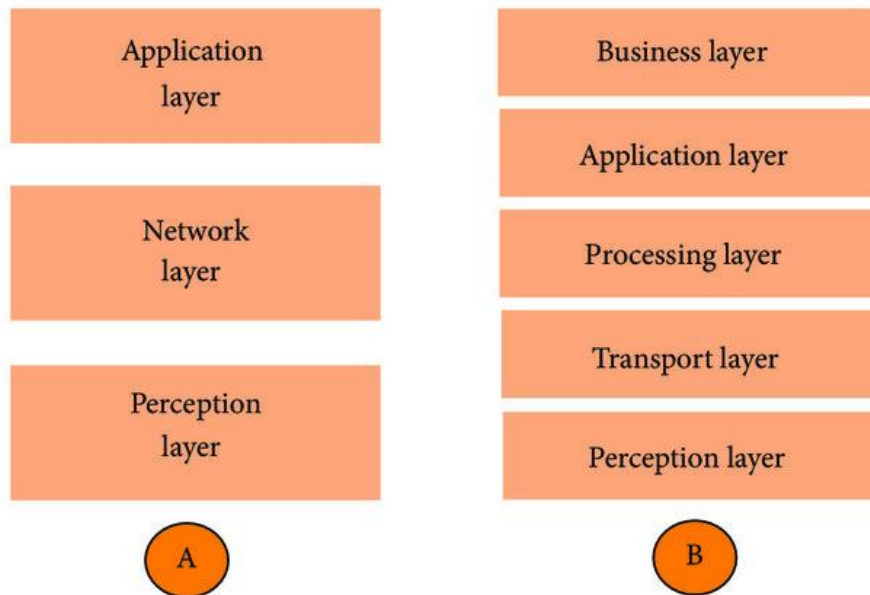 Application
layer
Network
layer
Perception
layer
A
Business layer
Application layer
Processing layer
Transport layer
Perception layer
B